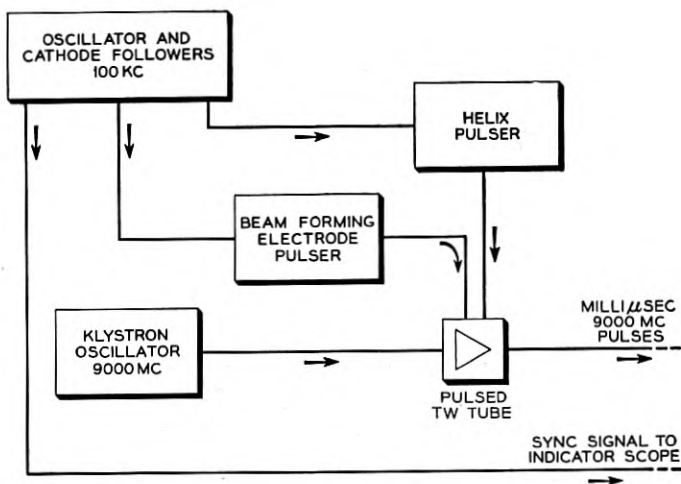 OSCILLATOR AND
CATHODE FOLLOWERS
100 KC
HELIX
PULSER
BEAM FORMING
ELECTRODE
PULSER
KLYSTRON
OSCILLATOR
9000 MC
MILLI μSEC
9000 MC
PULSES
PULSED
TW TUBE
SYNC SIGNAL TO
INDICATOR SCOPE